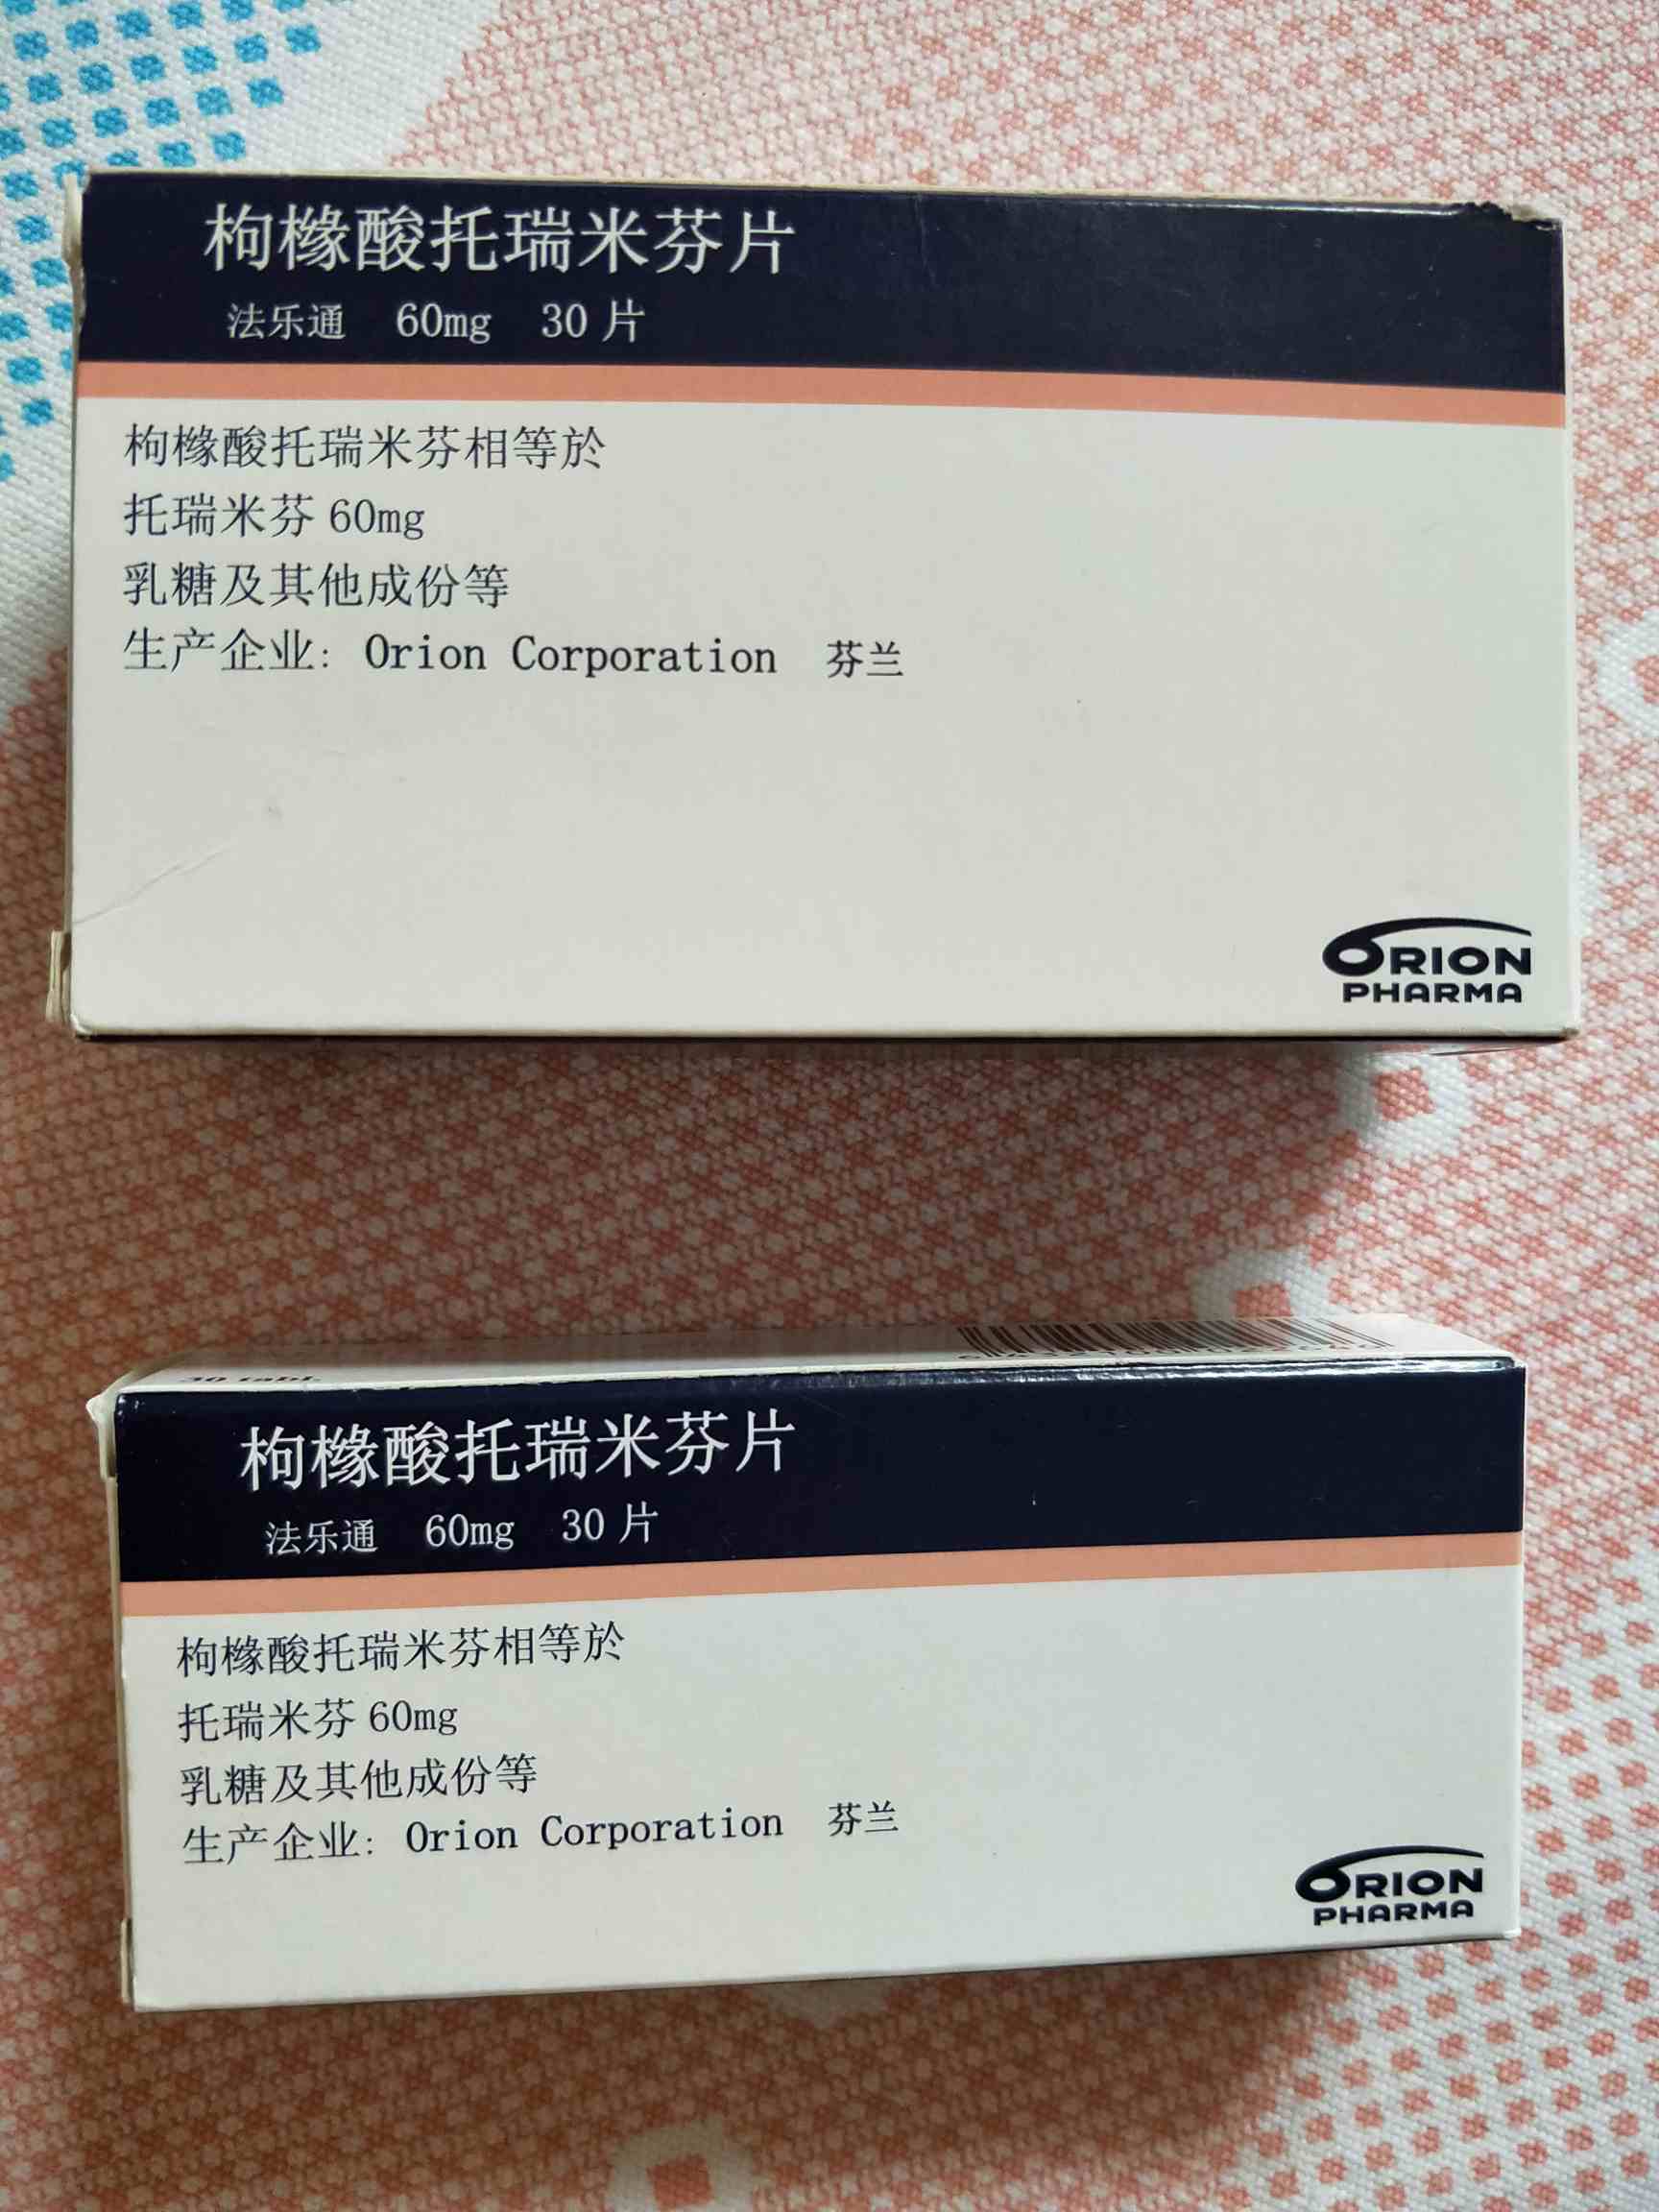 枸橼酸托瑞米芬片
法乐通 60mg 30 片
枸橼酸托瑞米芬相等於
托瑞米芬 60mg
乳糖及其他成份等
生产企业: Orion Corporation 芬兰
ORION
PHARMA
30 tabl.
枸橼酸托瑞米芬片
法乐通 60mg 30 片
枸橼酸托瑞米芬相等於
托瑞米芬 60mg
乳糖及其他成份等
生产企业: Orion Corporation 芬兰
ORION
PHARMA